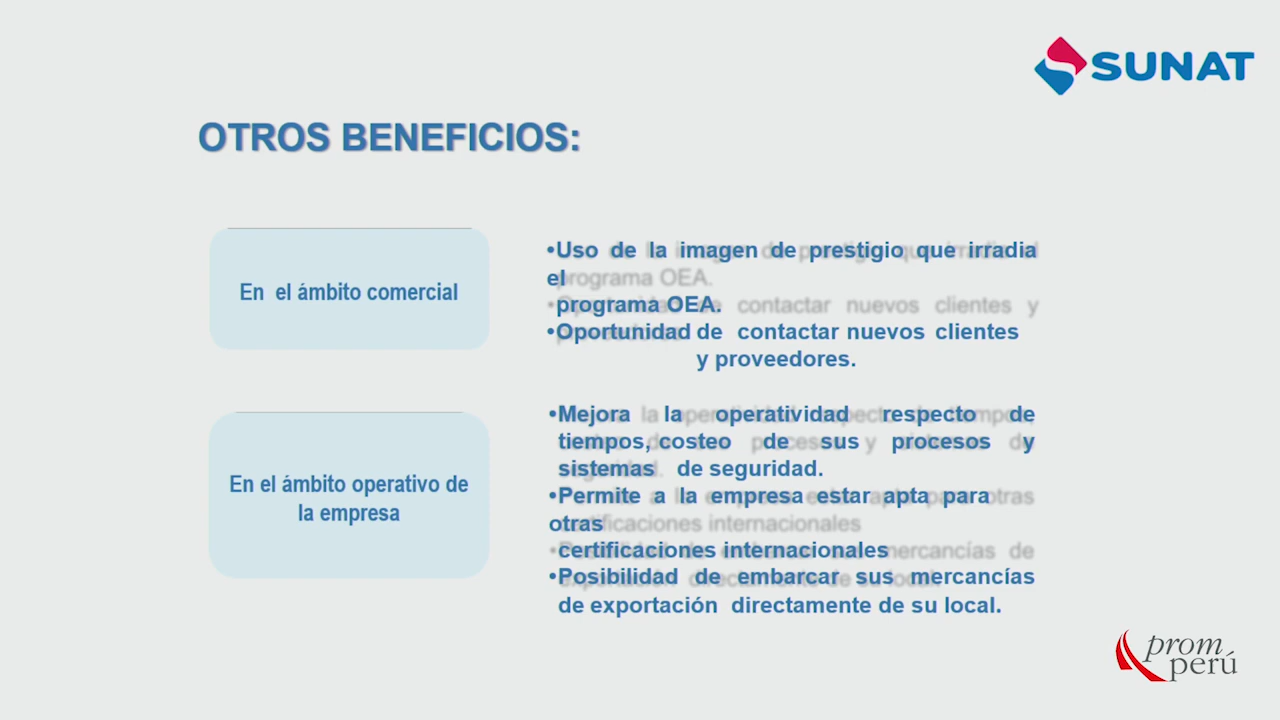 SUNAT
OTROS BENEFICIOS:
En el ámbito comercial
•Uso de la imagen de prestigio que irradia
el
programa OEA.
•Oportunidad de contactar nuevos clientes
y proveedores.
En el ámbito operativo de
la empresa
•Mejora la operatividad respecto de
tiempos, costeo de sus procesos y
sistemas de seguridad.
•Permite a la empresa estar apta para
otras
certificaciones internacionales
•Posibilidad de embarcar sus mercancías
de exportación directamente de su local.
prom
perú